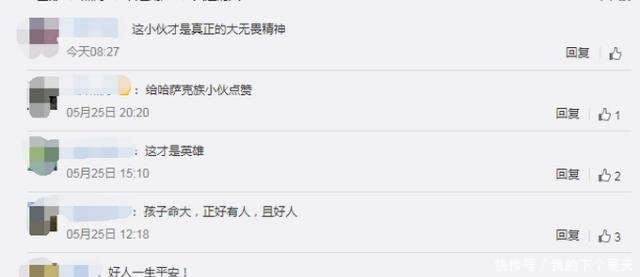 这小伙才是真正的大无畏精神
今天08:27
回复
：给哈萨克族小伙点赞
05月25日 20:20
回复 1
：这才是英雄
05月25日 15:10
回复 2
：孩子命大，正好有人，且好人
05月25日 12:18
回复 3
，好人一生平安！
快传号 / 我的下个夏天